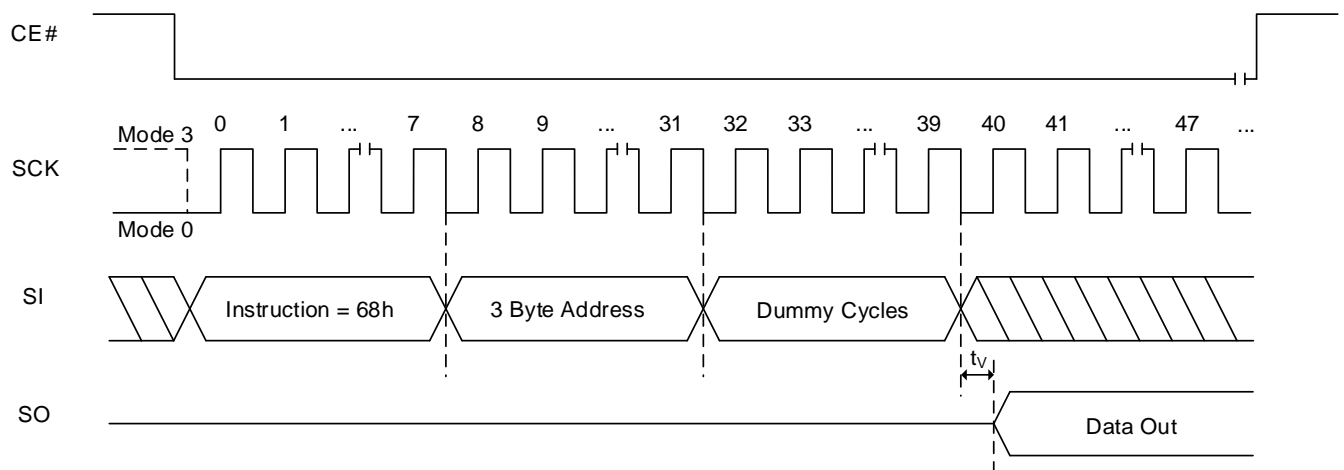 CE#
0 1 ... 7 8 9 ... 31 32 33 ... 39 40 41 ... 47 ...
Mode 3
SCK
Mode 0
SI
Instruction = 68h
3 Byte Address
Dummy Cycles
tV
SO
Data Out